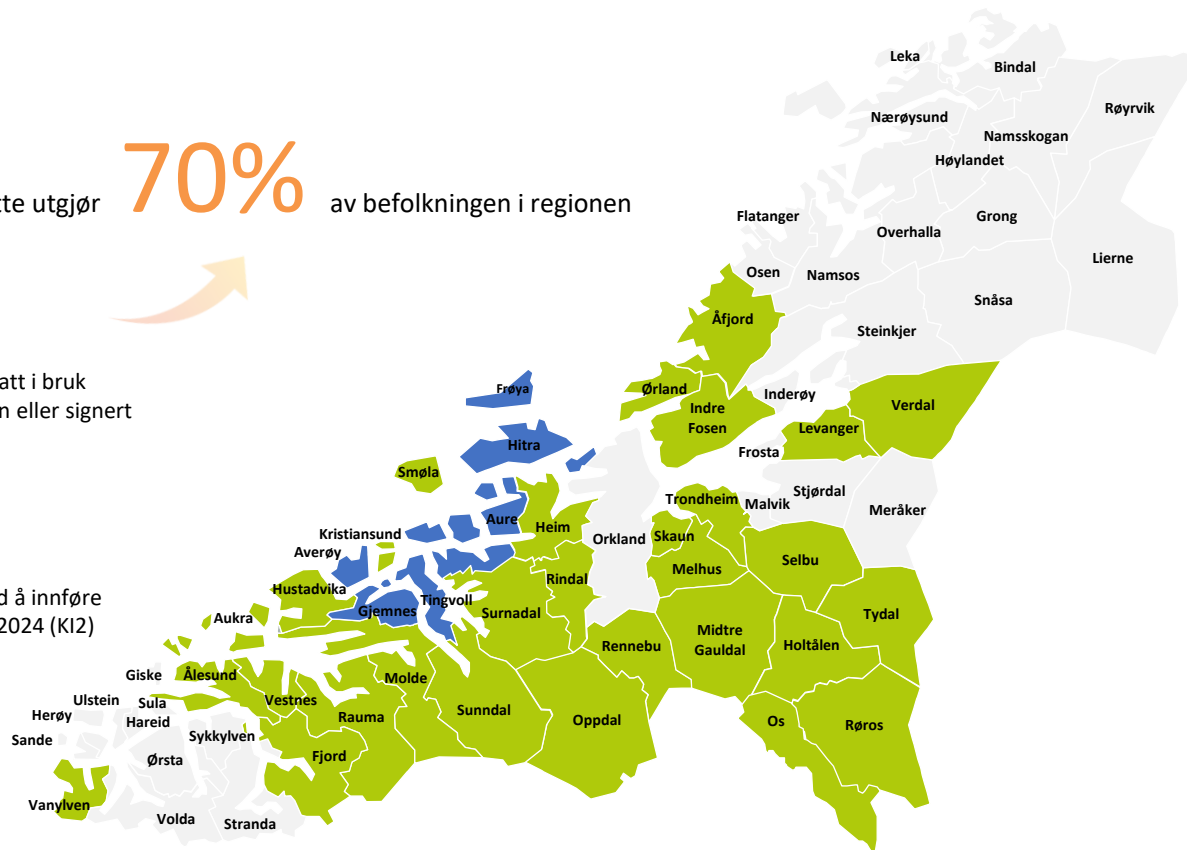 tte utgjør 70% av befolkningen i regionen
att i bruk
n eller signert
d å innføre
2024 (KI2)
Leka
Bindal
Røyrvik
Nærøysund
Namsskogan
Høylandet
Flatanger
Overhalla
Grong
Lierne
Osen
Namsos
Snåsa
Åfjord
Steinkjer
Frøya
Ørland
Inderøy
Verdal
Indre
Fosen
Levanger
Hitra
Frosta
Smøla
Stjørdal
Trondheim
Malvik
Meråker
Aure
Heim
Kristiansund
Orkland
Skaun
Averøy
Selbu
Melhus
Rindal
Hustadvika
Tingvoll
Gjemnes
Surnadal
Tydal
Aukra
Midtre
Gauldal
Rennebu
Holtålen
Giske
Ålesund
Molde
Ulstein
Sula
Vestnes
Herøy
Hareid
Rauma
Sunndal
Oppdal
Os
Røros
Sande
Sykkylven
Ørsta
Fjord
Vanylven
Volda
Stranda